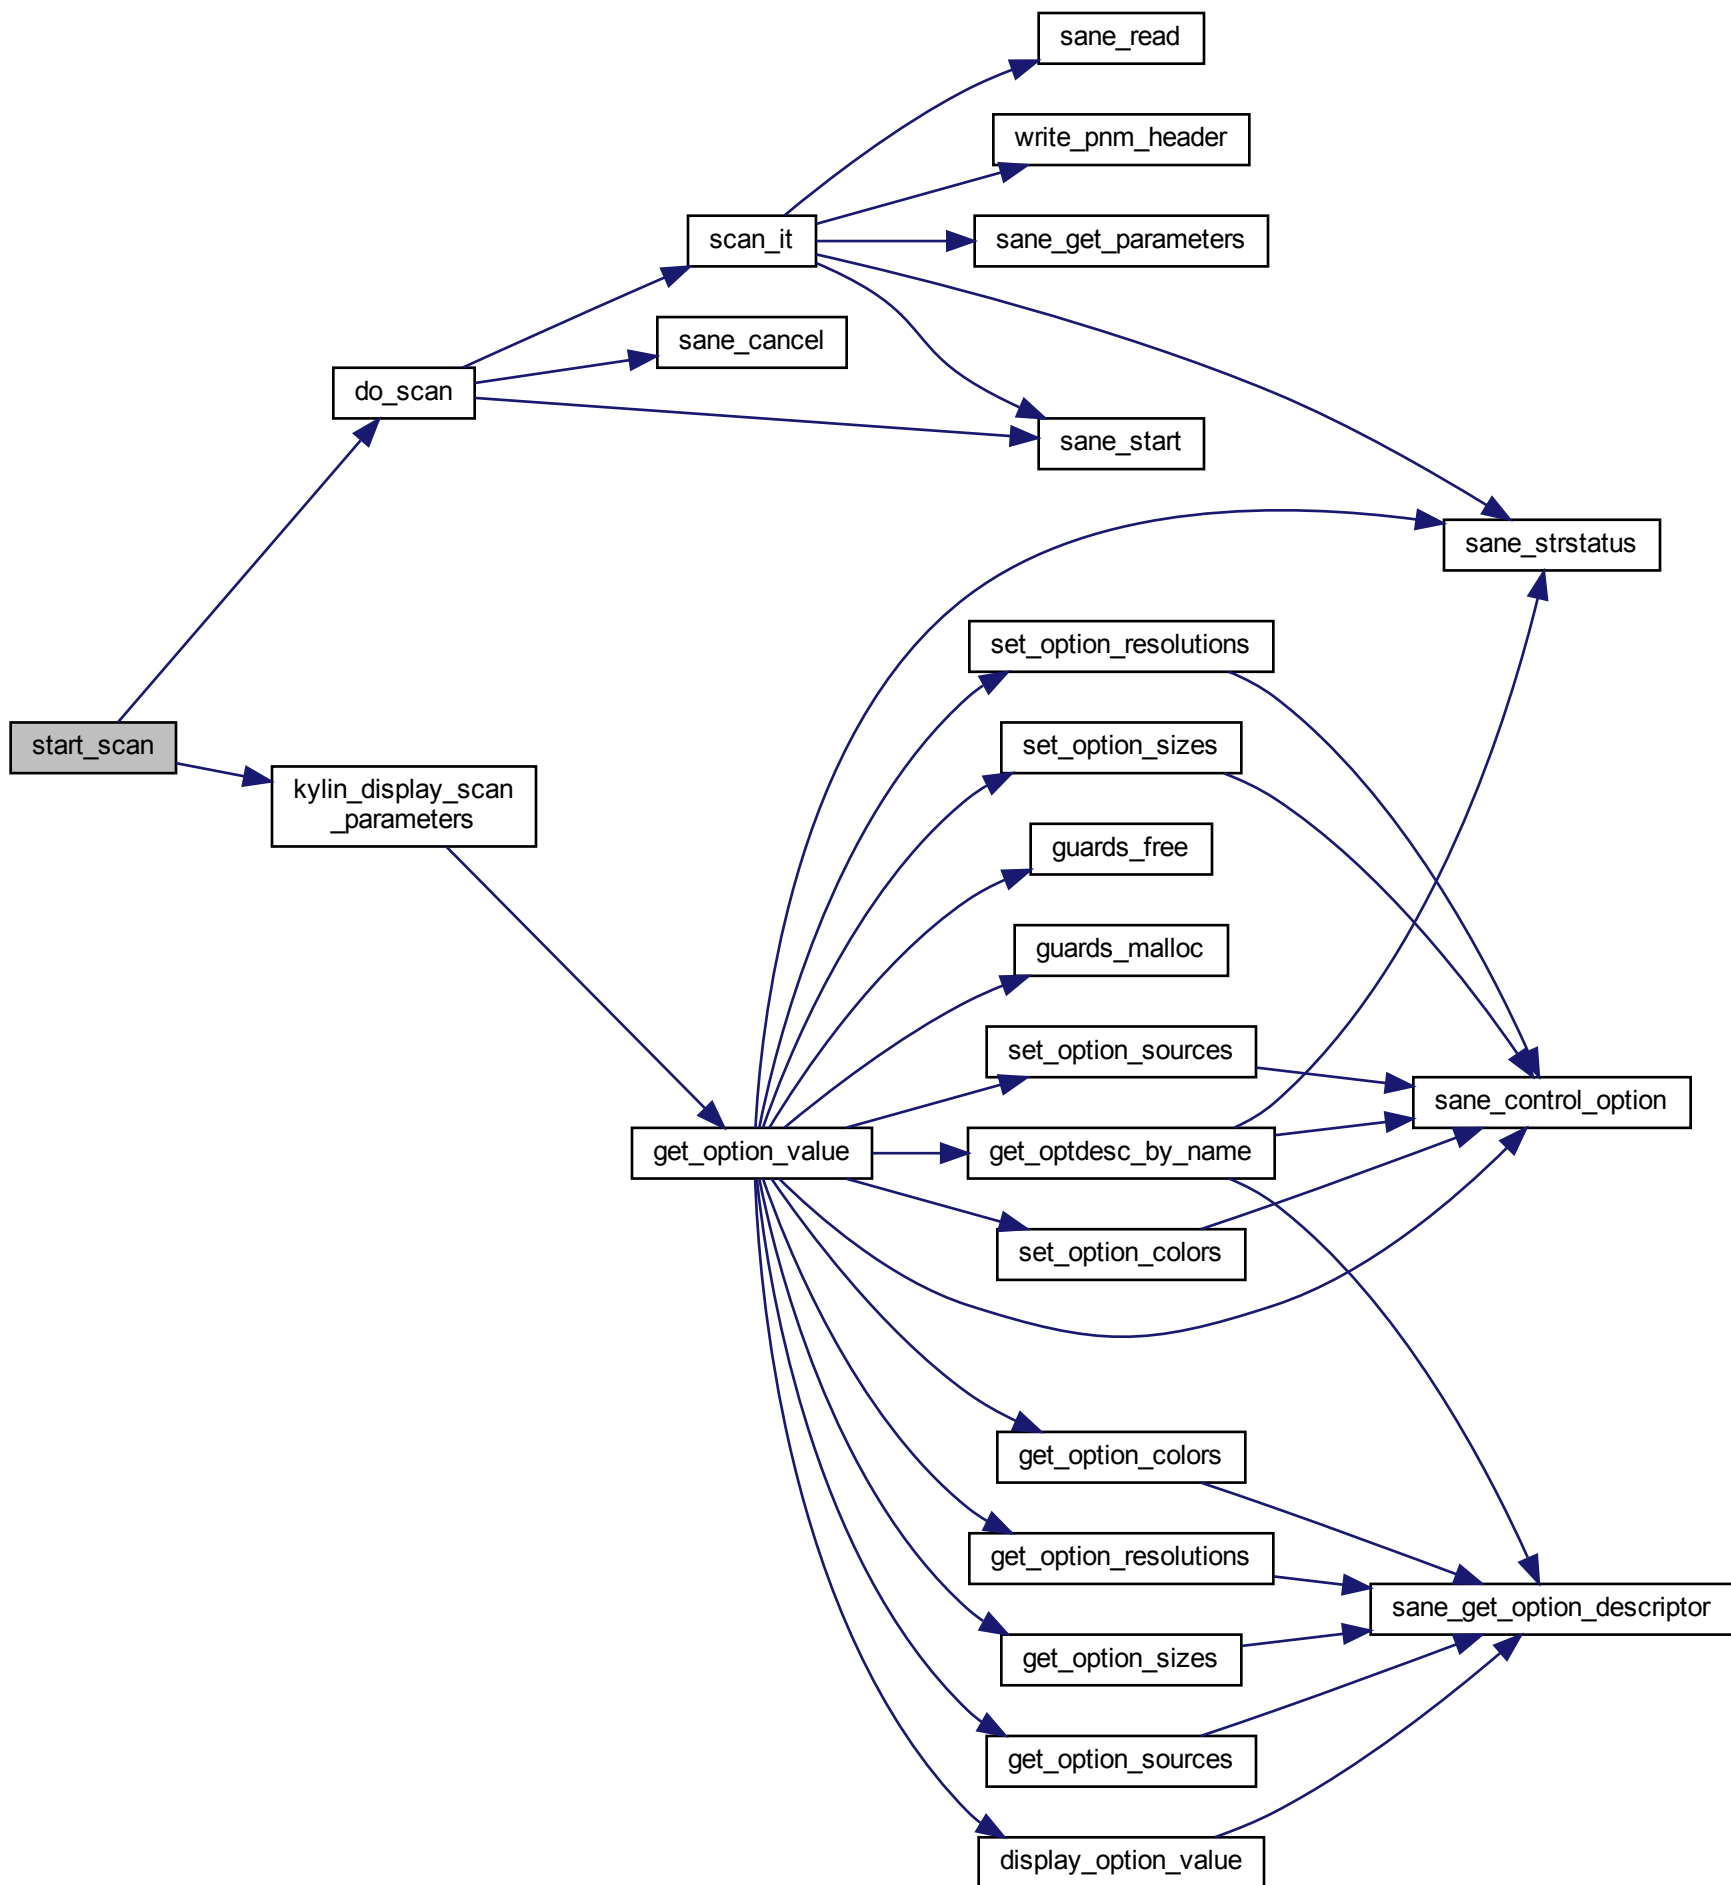 sane_read
write_pnm_header
scan_it
sane_get_parameters
sane_cancel
do_scan
sane_start
sane_strstatus
set_option_resolutions
start_scan
set_option_sizes
kylin_display_scan
_parameters
guards_free
guards_malloc
set_option_sources
sane_control_option
get_option_value
get_optdesc_by_name
set_option_colors
get_option_colors
get_option_resolutions
sane_get_option_descriptor
get_option_sizes
get_option_sources
display_option_value